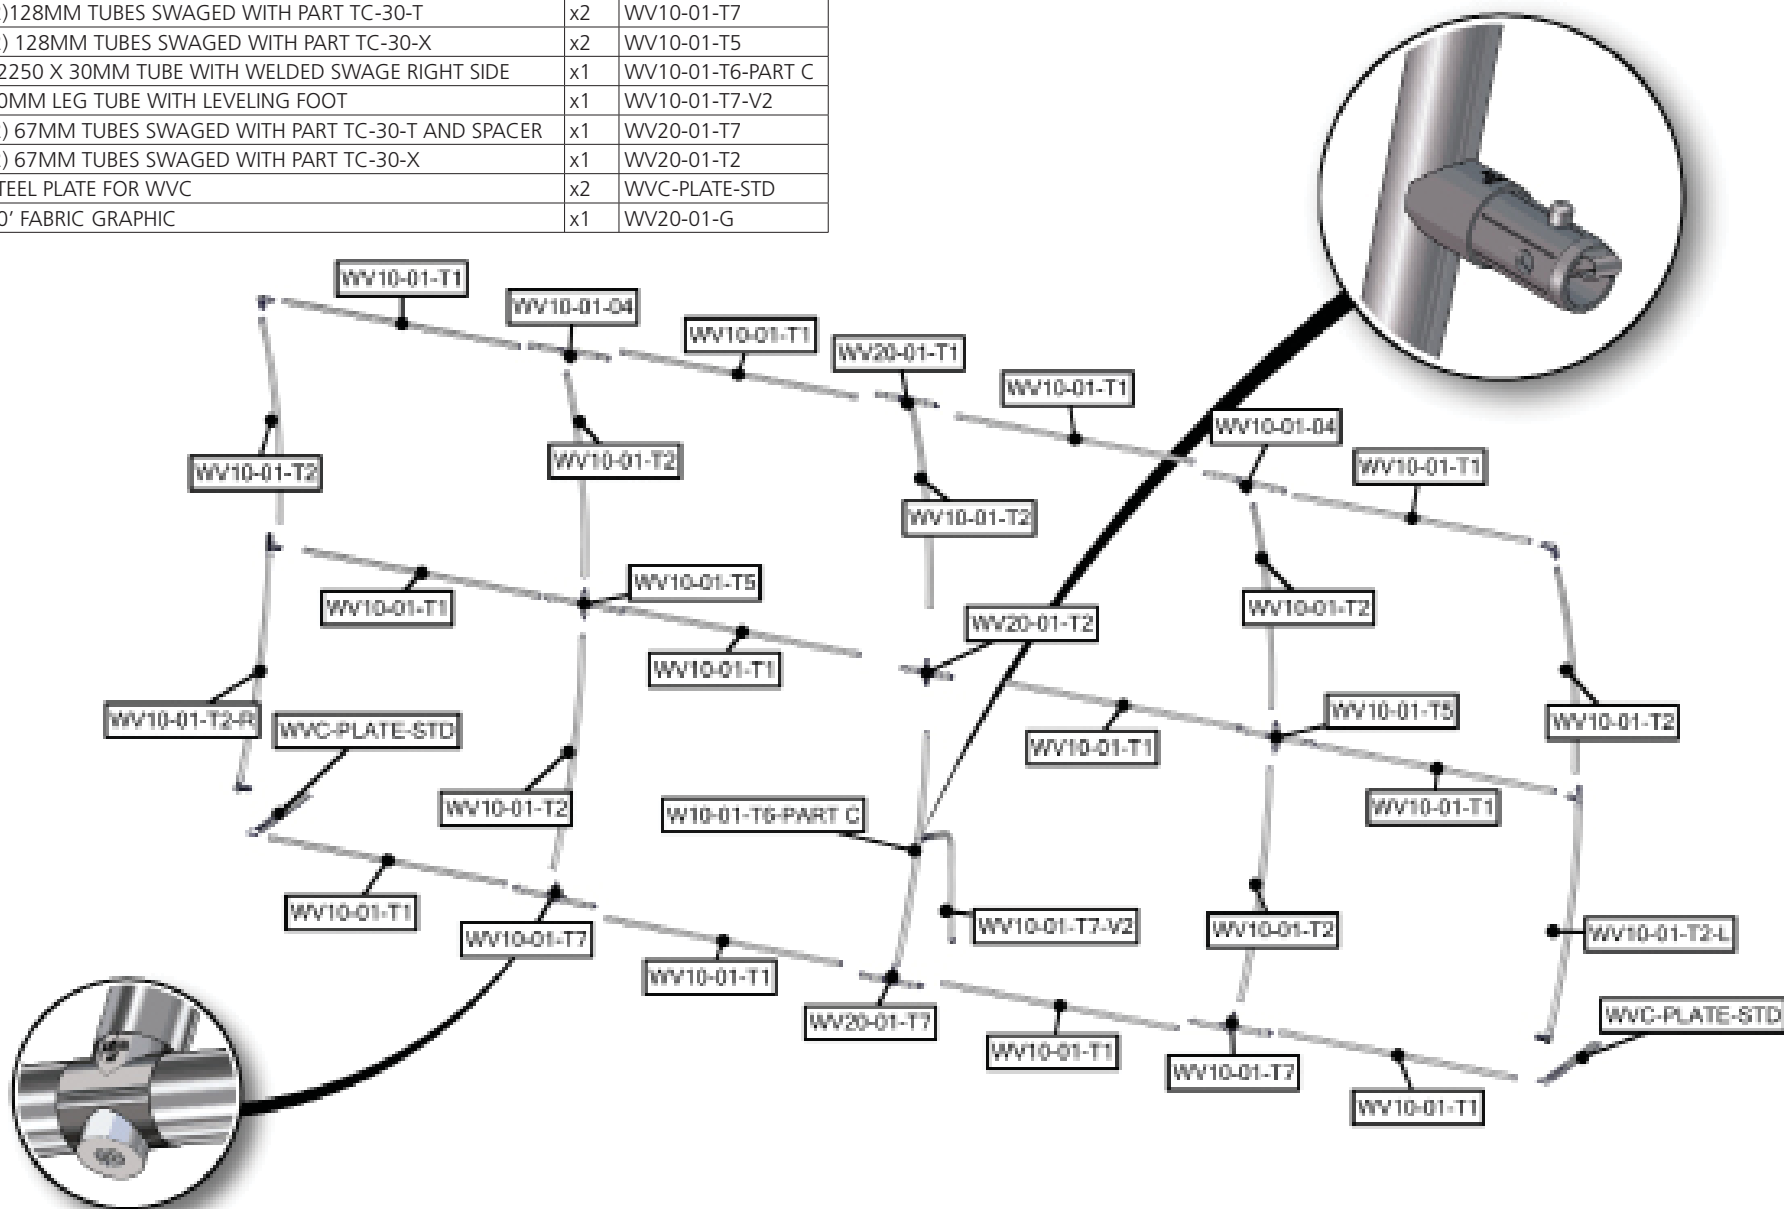 )128MM TUBES SWAGED WITH PART TC-30-T x2 WV10-01-T7
) 128MM TUBES SWAGED WITH PART TC-30-X x2 WV10-01-T5
2250 X 30MM TUBE WITH WELDED SWAGE RIGHT SIDE x1 WV10-01-T6-PART C
0MM LEG TUBE WITH LEVELING FOOT x1 WV10-01-T7-V2
) 67MM TUBES SWAGED WITH PART TC-30-T AND SPACER x1 WV20-01-T7
) 67MM TUBES SWAGED WITH PART TC-30-X x1 WV20-01-T2
TEEL PLATE FOR WVC x2 WVC-PLATE-STD
0' FABRIC GRAPHIC x1 WV20-01-G
WV10-01-T1
WV10-01-04
WV10-01-T1
WV20-01-T1
WV10-01-T1
WV10-01-04
WV10-01-T1
WV10-01-T2
WV10-01-T2
WV10-01-T2
WV10-01-T1
WV10-01-T5
WV10-01-T1
WV20-01-T2
WV10-01-T2
WV10-01-T2-R
WVC-PLATE-STD
WV10-01-T1
WV10-01-T5
WV10-01-T2
WV10-01-T2
W10-01-T6-PART C
WV10-01-T1
WV10-01-T1
WV10-01-T7
WV10-01-T1
WV10-01-T7-V2
WV10-01-T2
WV10-01-T2-L
WV20-01-T7
WV10-01-T1
WV10-01-T7
WVC-PLATE-STD
WV10-01-T1